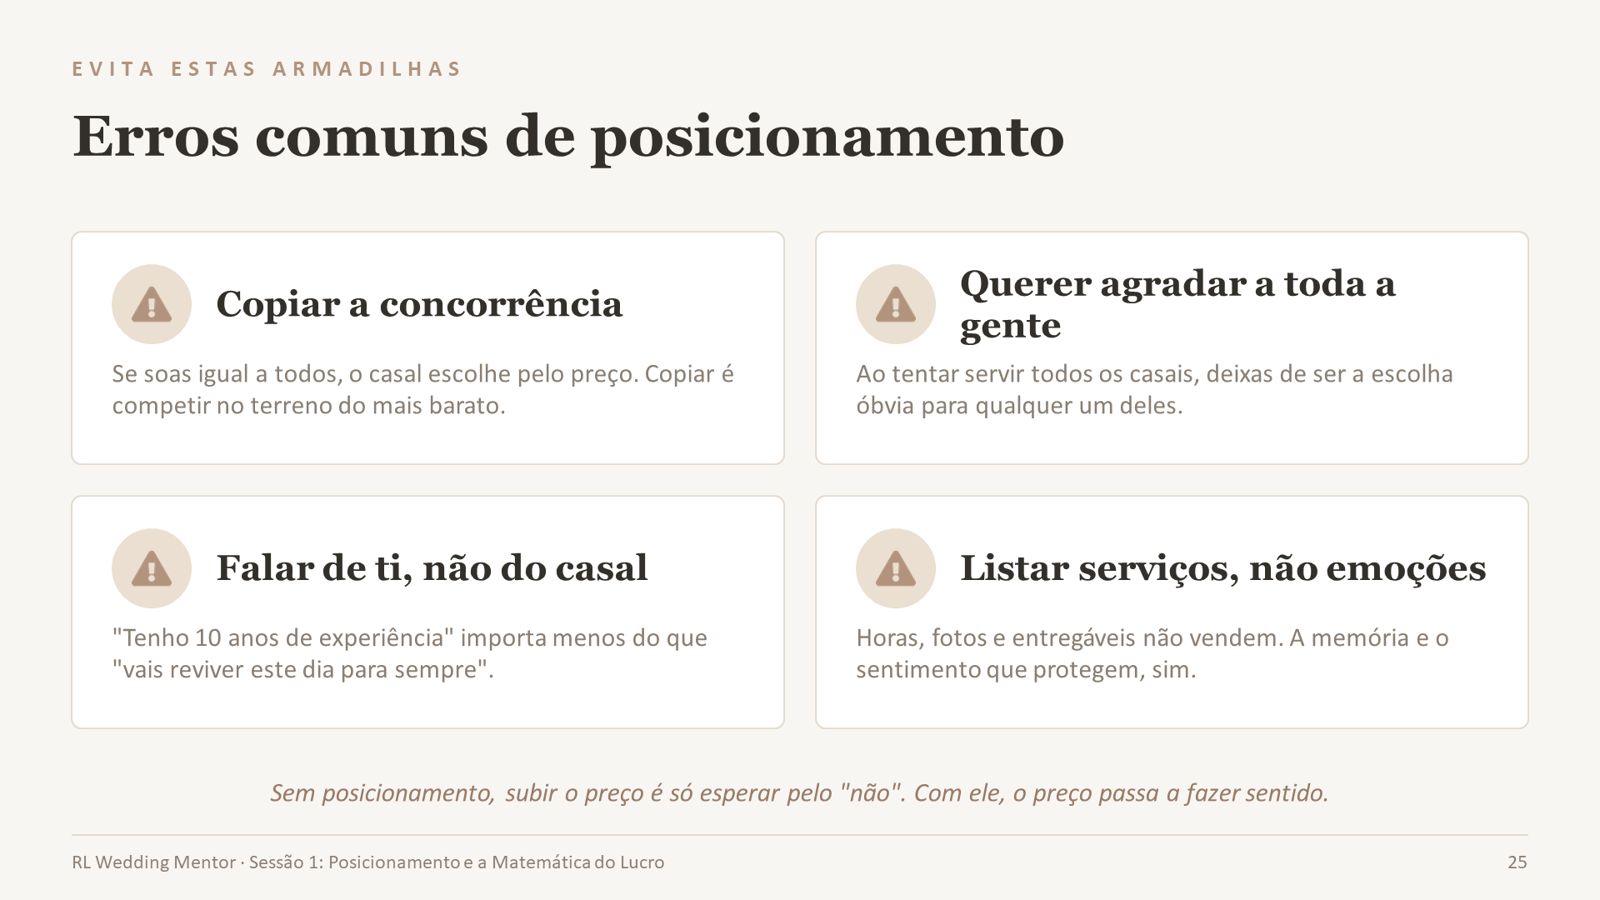 EVITA ESTAS ARMADILHAS
Erros comuns de posicionamento
Copiar a concorrência
Se soas igual a todos, o casal escolhe pelo preço. Copiar é
competir no terreno do mais barato.
Querer agradar a toda a
gente
Ao tentar servir todos os casais, deixas de ser a escolha
óbvia para qualquer um deles.
Falar de ti, não do casal
"Tenho 10 anos de experiência" importa menos do que
"vais reviver este dia para sempre".
Listar serviços, não emoções
Horas, fotos e entregáveis não vendem. A memória e o
sentimento que protegem, sim.
Sem posicionamento, subir o preço é só esperar pelo "não". Com ele, o preço passa a fazer sentido.
RL Wedding Mentor · Sessão 1: Posicionamento e a Matemática do Lucro
25